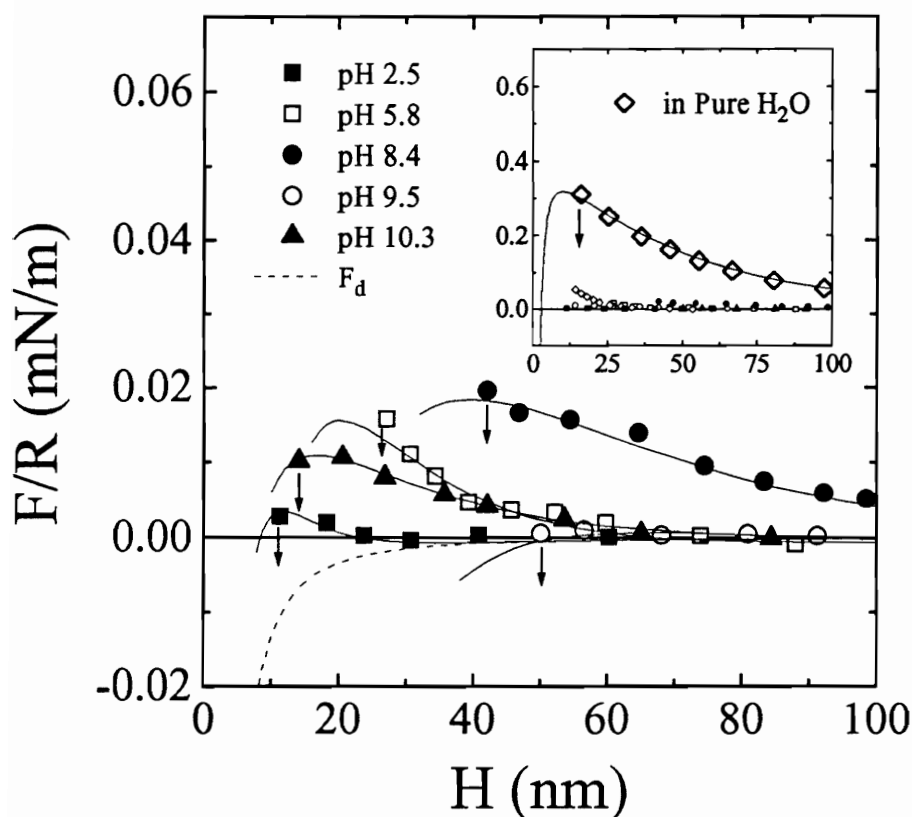 F/R (mN/m)
0.06
0.04
0.02
0.00
-0.02
pH 2.5
pH 5.8
pH 8.4
pH 9.5
pH 10.3
F_d
0.6
0.4
0.2
0.0
in Pure H₂O
0 25 50 75 100
0 20 40 60 80 100
H (nm)